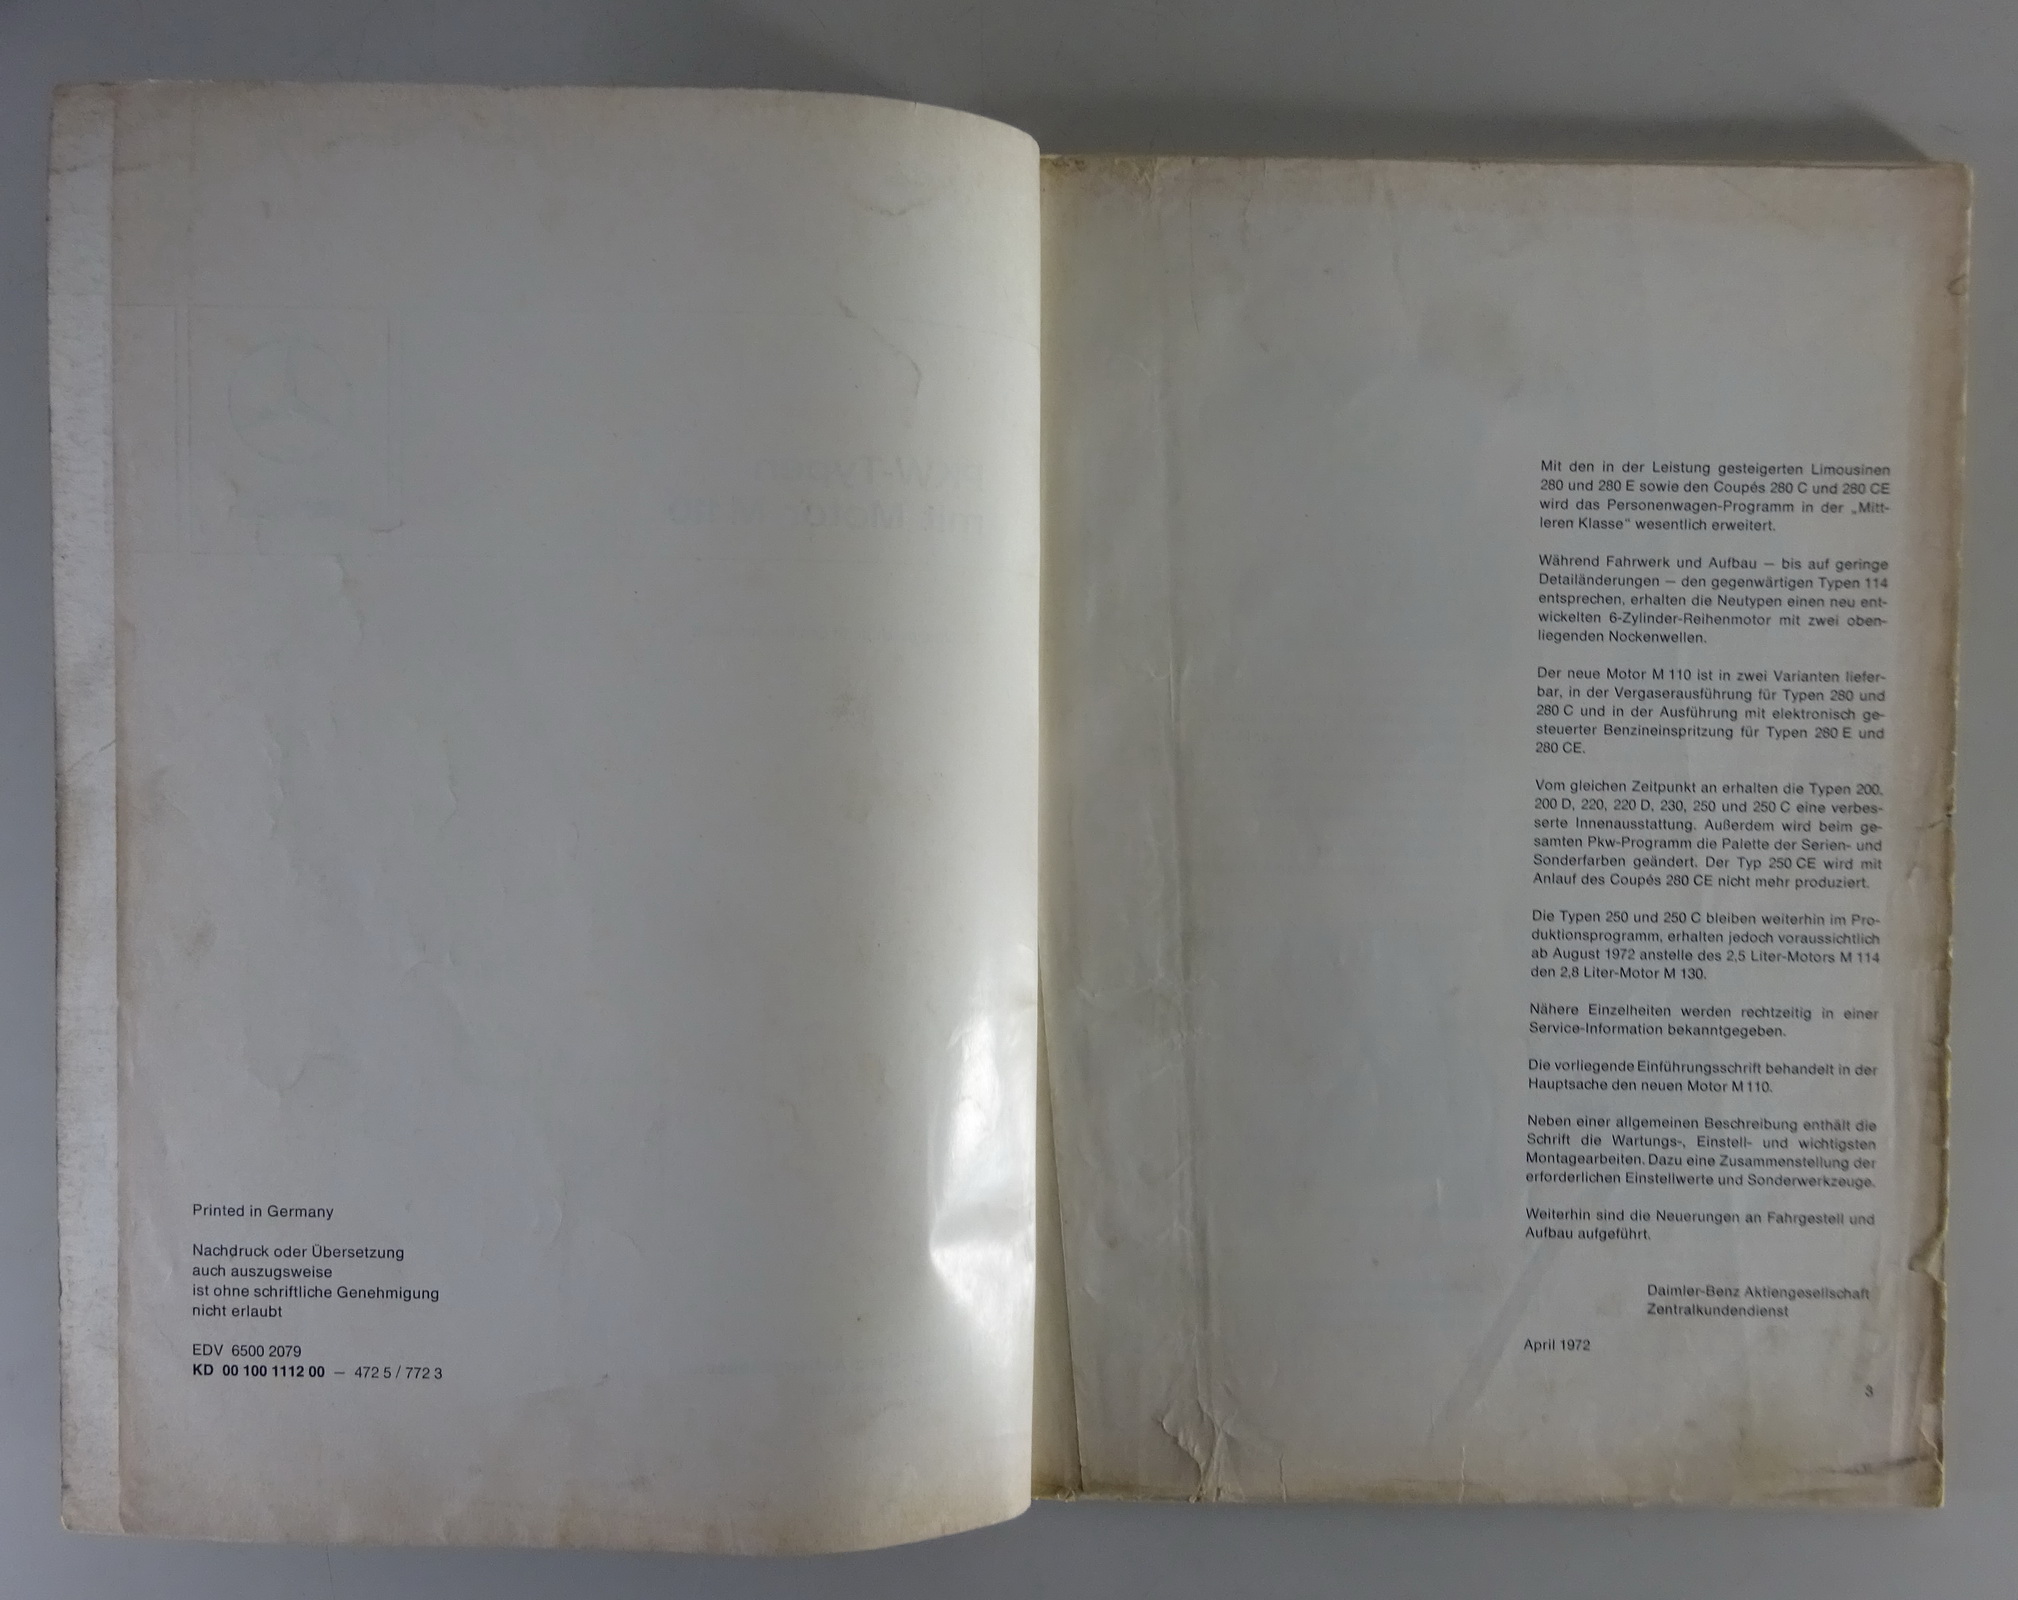 Printed in Germany
Nachdruck oder Übersetzung
auch auszugsweise
ist ohne schriftliche Genehmigung
nicht erlaubt
EDV 6500 2079
KD 00 100 1112 00 — 472 5 / 772 3
Mit den in der Leistung gesteigerten Limousinen
280 und 280 E sowie den Coupés 280 C und 280 CE
wird das Personenwagen-Programm in der „Mitt-
leren Klasse“ wesentlich erweitert.
Während Fahrwerk und Aufbau — bis auf geringe
Detailänderungen — den gegenwärtigen Typen 114
entsprechen, erhalten die Neutypen einen neu ent-
wickelten 6-Zylinder-Reihenmotor mit zwei oben-
liegenden Nockenwellen.
Der neue Motor M 110 ist in zwei Varianten liefer-
bar, in der Vergaserausführung für Typen 280 und
280 C und in der Ausführung mit elektronisch ge-
steuerter Benzineinspritzung für Typen 280 E und
280 CE.
Vom gleichen Zeitpunkt an erhalten die Typen 200,
200 D, 220, 220 D, 230, 250 und 250 C eine verbes-
serte Innenausstattung. Außerdem wird beim ge-
samten Pkw-Programm die Palette der Serien- und
Sonderfarben geändert. Der Typ 250 CE wird mit
Anlauf des Coupés 280 CE nicht mehr produziert.
Die Typen 250 und 250 C bleiben weiterhin im Pro-
duktionsprogramm, erhalten jedoch voraussichtlich
ab August 1972 anstelle des 2,5 Liter-Motors M 114
den 2,8 Liter-Motor M 130.
Nähere Einzelheiten werden rechtzeitig in einer
Service-Information bekanntgegeben.
Die vorliegende Einführungsschrift behandelt in der
Hauptsache den neuen Motor M 110.
Neben einer allgemeinen Beschreibung enthält die
Schrift die Wartungs-, Einstell- und wichtigsten
Montagearbeiten. Dazu eine Zusammenstellung der
erforderlichen Einstellwerte und Sonderwerkzeuge.
Weiterhin sind die Neuerungen an Fahrgestell und
Aufbau aufgeführt.
Daimler-Benz Aktiengesellschaft
Zentralkundendienst
April 1972
3